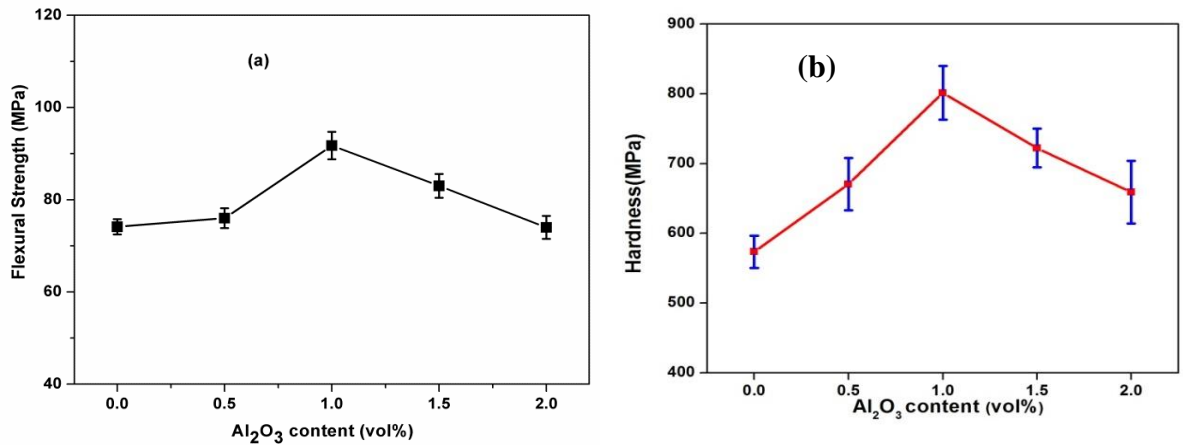 120
100
80
60
40
Flexural Strength (MPa)
(a)
0.0 0.5 1.0 1.5 2.0
Al₂O₃ content (vol%)
900
800
700
600
500
400
Hardness(MPa)
(b)
0.0 0.5 1.0 1.5 2.0
Al₂O₃ content (vol%)